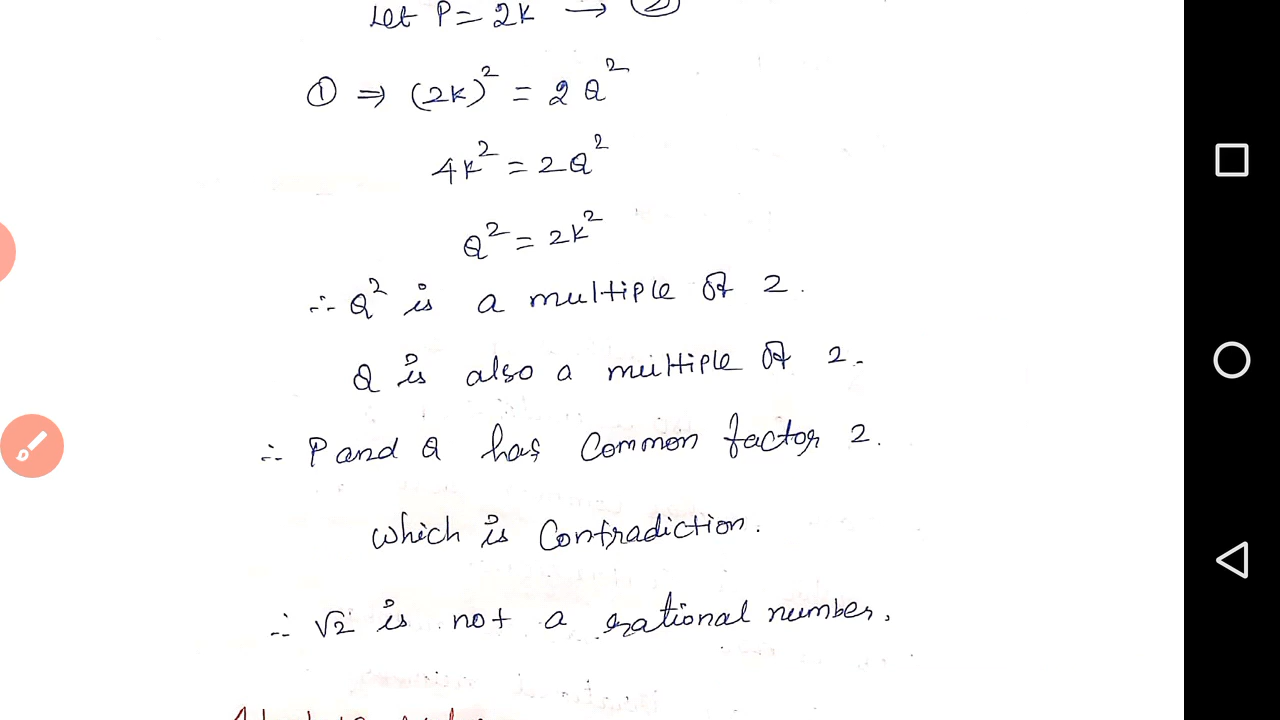 Let P = 2k → ②
① ⇒ (2k)² = 2Q²
4k² = 2Q²
Q² = 2k²
∴ Q² is a multiple of 2.
Q is also a multiple of 2.
∴ P and Q has common factor 2.
which is contradiction.
∴ √2 is not a rational number.